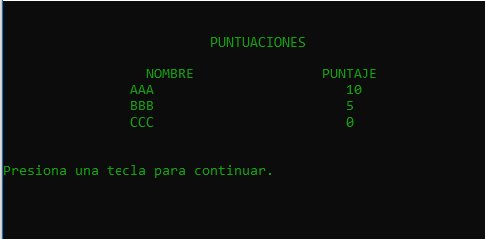 PUNTUACIONES
NOMBRE PUNTAJE
AAA 10
BBB 5
CCC 0
Presiona una tecla para continuar.